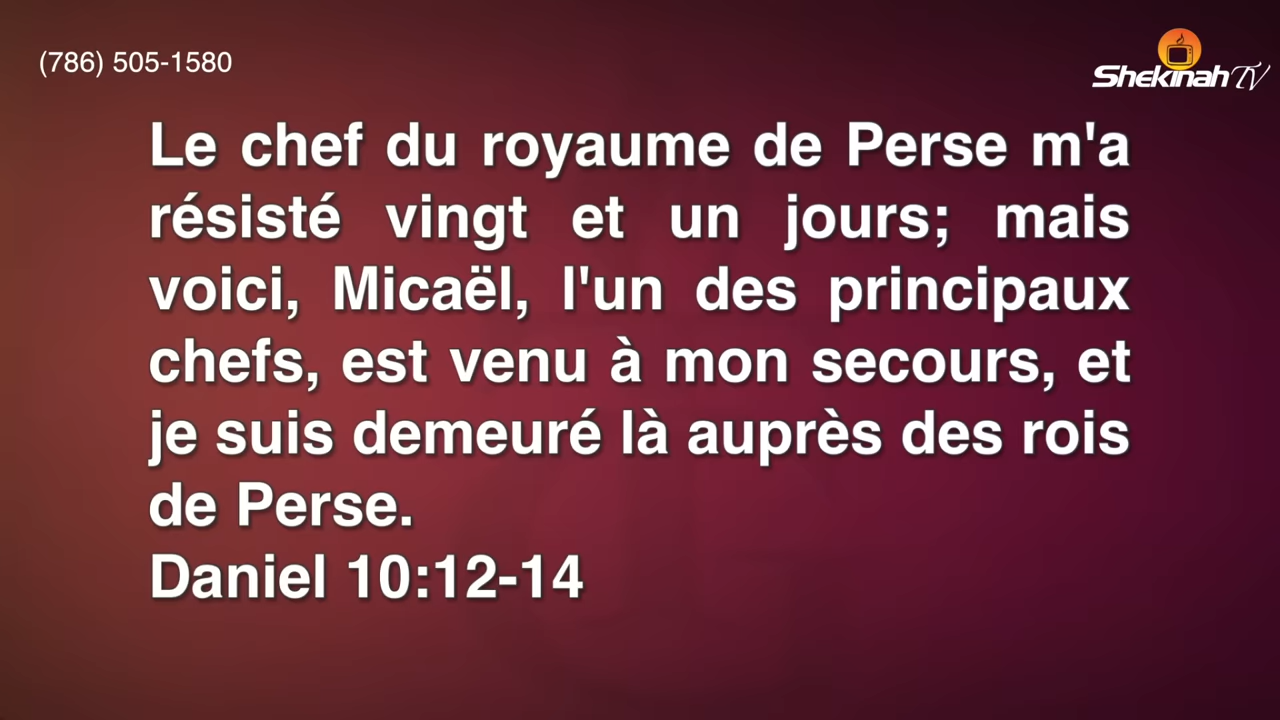 (786) 505-1580
Shekinah TV
Le chef du royaume de Perse m'a
résisté vingt et un jours; mais
voici, Micaël, l'un des principaux
chefs, est venu à mon secours, et
je suis demeuré là auprès des rois
de Perse.
Daniel 10:12-14